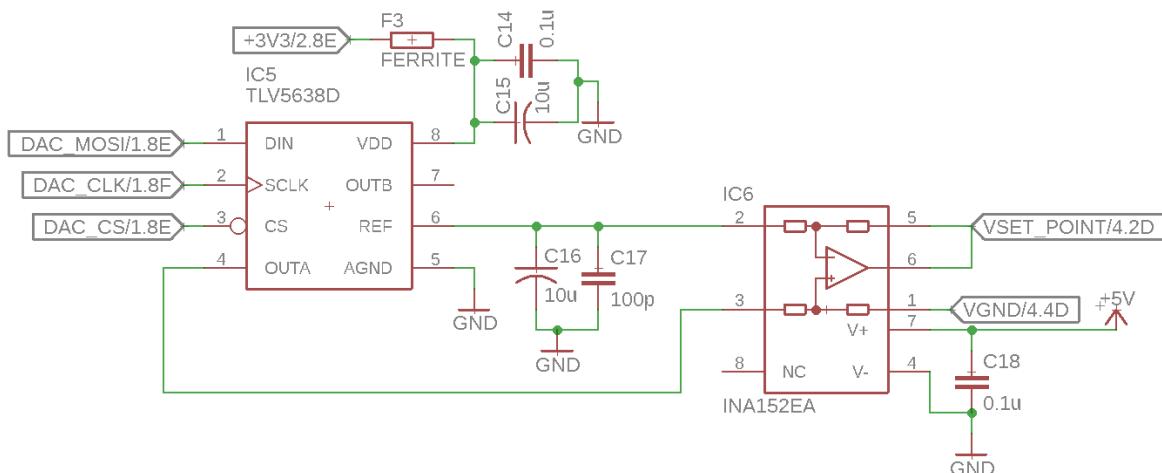 +3V3/2.8E
F3
FERRITE
C14
0.1u
C15
10u
GND
IC5
TLV5638D
DAC_MOSI/1.8E
1
DIN
VDD
8
DAC_CLK/1.8F
2
SCLK
OUTB
7
DAC_CS/1.8E
3
CS
REF
6
4
OUTA
AGND
5
GND
C16
10u
C17
100p
GND
IC6
2
5
VSET_POINT/4.2D
6
3
1
VGND/4.4D
V+
7
+5V
8
NC
V-
4
C18
0.1u
INA152EA
GND